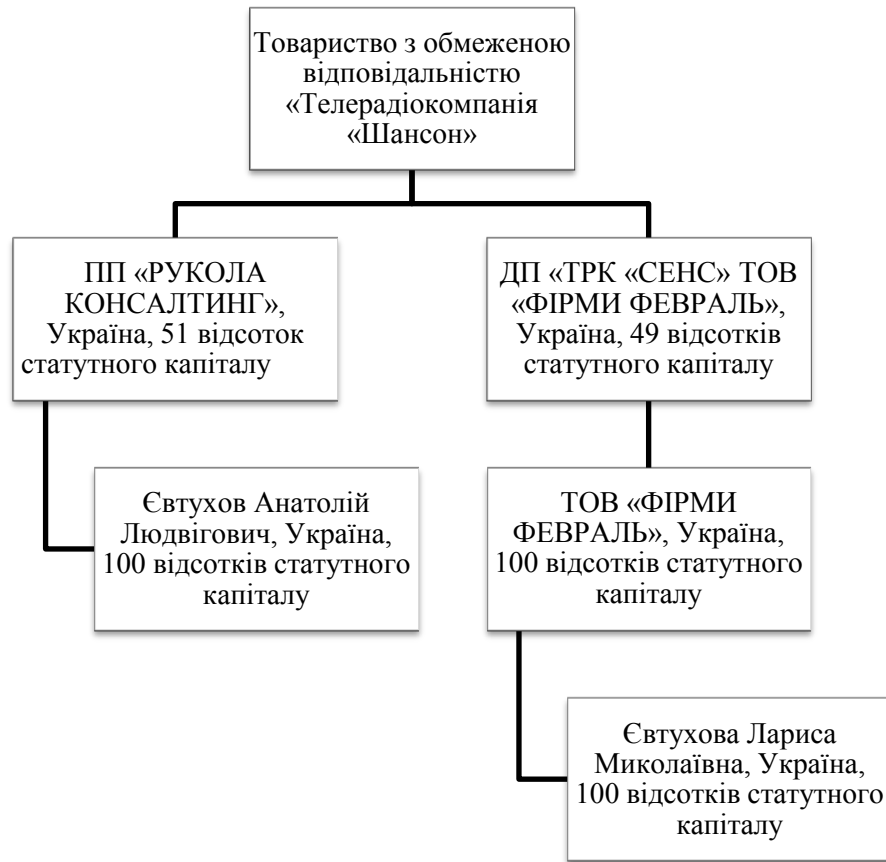 Товариство з обмеженою
відповідальністю
«Телерадіокомпанія
«Шансон»
ПП «РУКОЛА
КОНСАЛТИНГ»,
Україна, 51 відсоток
статутного капіталу
ДП «ТРК «СЕНС» ТОВ
«ФІРМИ ФЕВРАЛЬ»,
Україна, 49 відсотків
статутного капіталу
Євтухов Анатолій
Людвігович, Україна,
100 відсотків статутного
капіталу
ТОВ «ФІРМИ
ФЕВРАЛЬ», Україна,
100 відсотків статутного
капіталу
Євтухова Лариса
Миколаївна, Україна,
100 відсотків статутного
капіталу